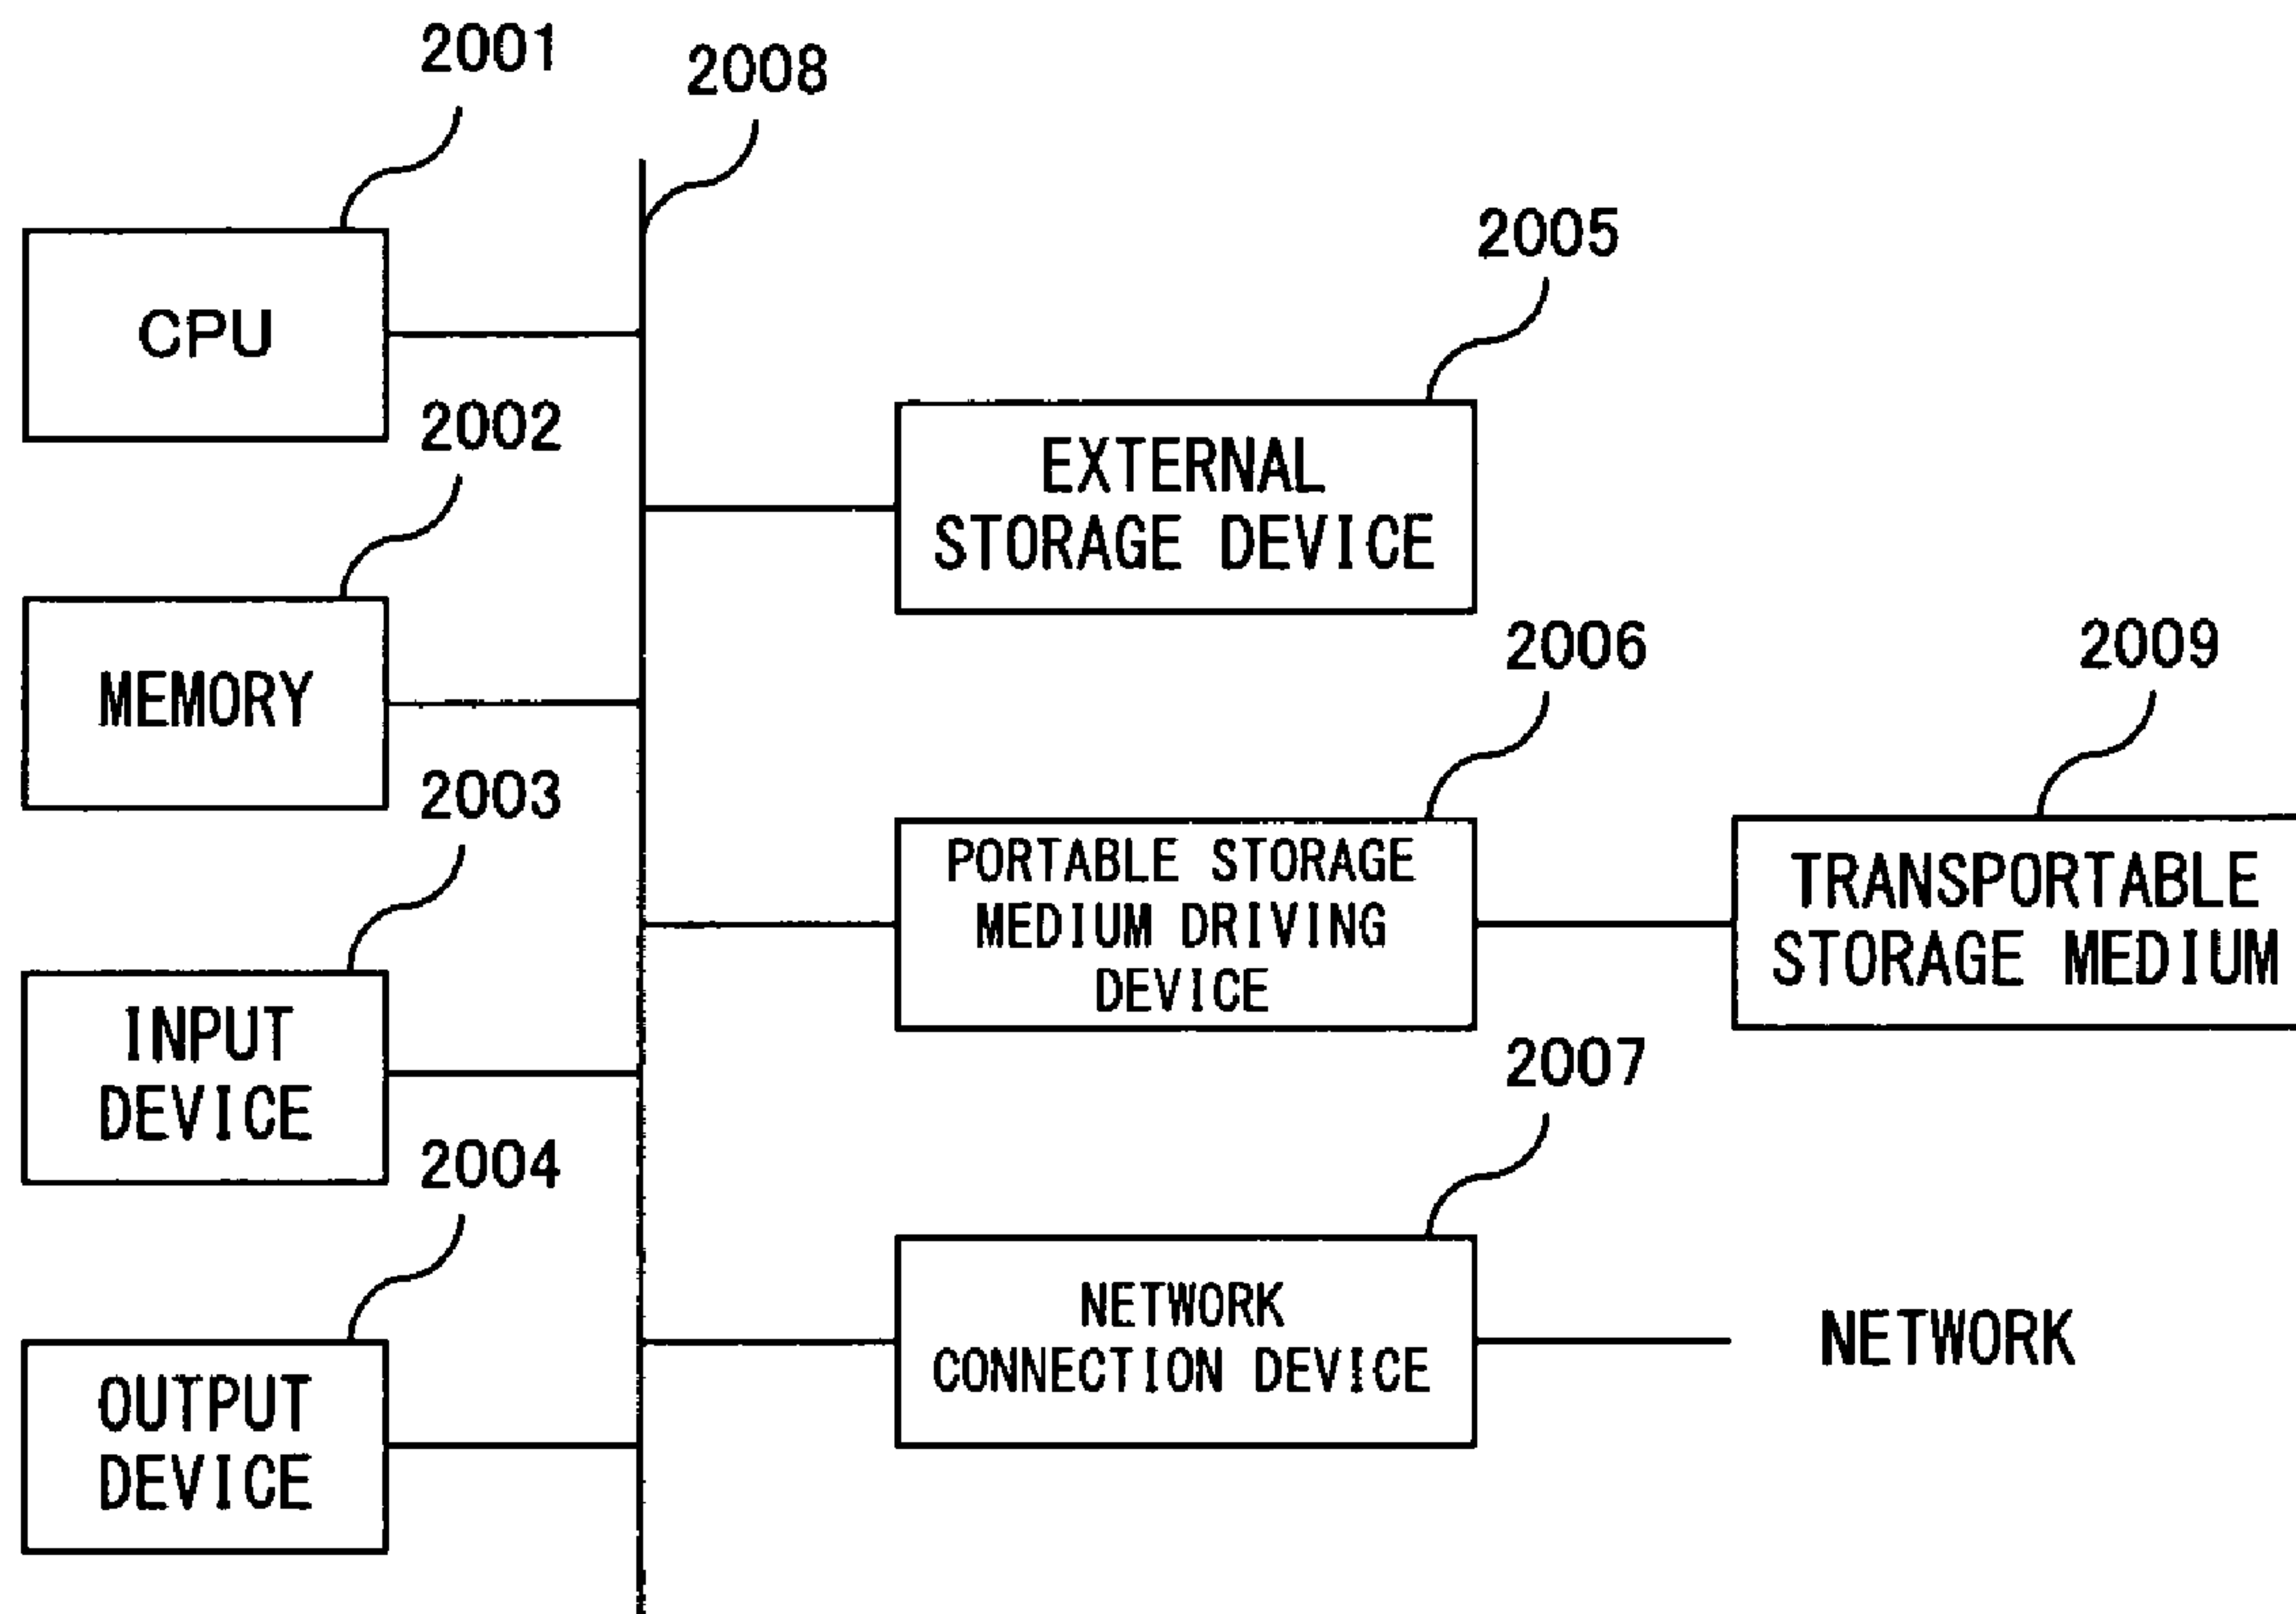 2001
2008
CPU
2005
EXTERNAL
STORAGE DEVICE
2002
MEMORY
2006
PORTABLE STORAGE
MEDIUM DRIVING
DEVICE
2009
TRANSPORTABLE
STORAGE MEDIUM
2003
INPUT
DEVICE
2007
NETWORK
CONNECTION DEVICE
NETWORK
2004
OUTPUT
DEVICE